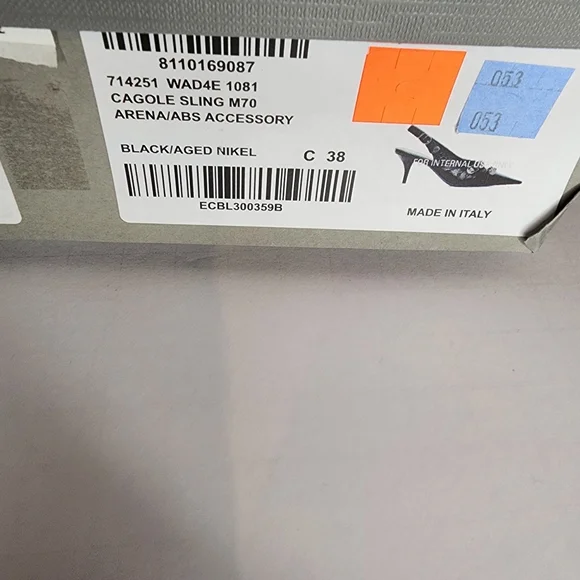 8110169087
714251 WAD4E 1081
CAGOLE SLING M70
ARENA/ABS ACCESSORY
BLACK/AGED NIKEL C 38
ECBL300359B
053
053
FOR INTERNAL USE ONLY
MADE IN ITALY